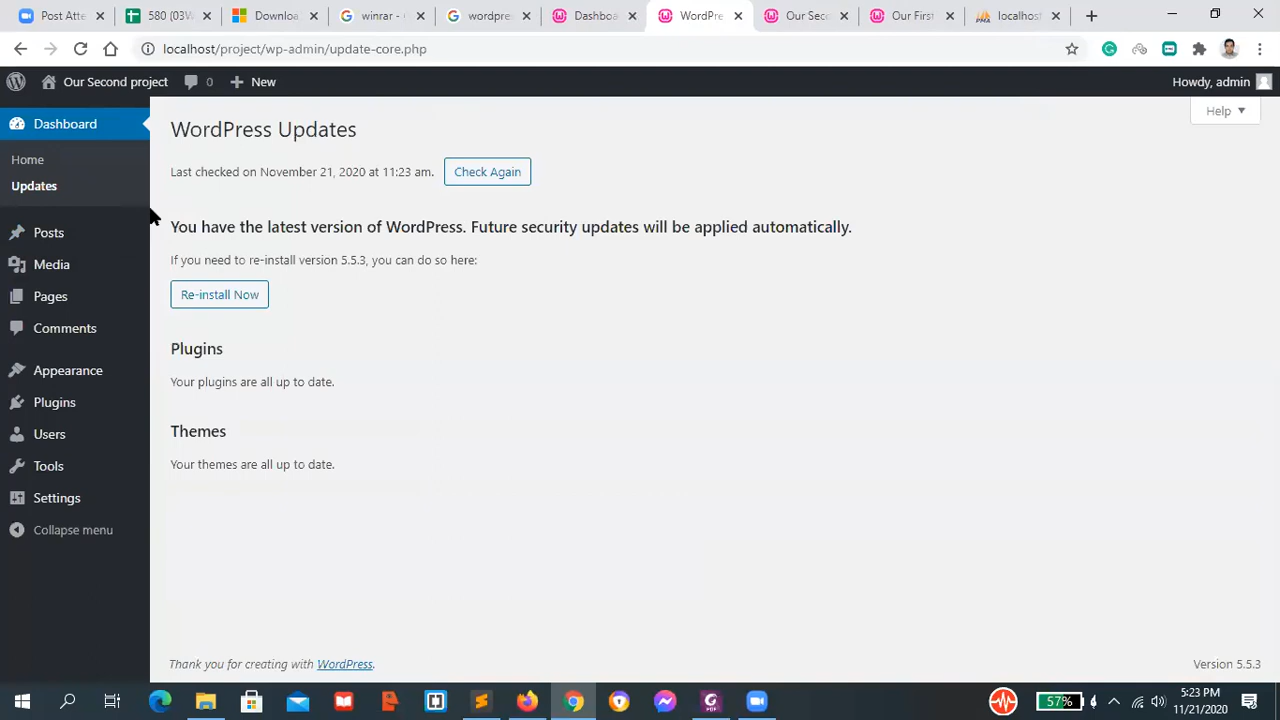 Post Atte
580 (03W
Downloa
winrar -
wordpre
Dashboa
WordPre
Our Seco
Our First
localhost
localhost/project/wp-admin/update-core.php
Our Second project
0
New
Howdy, admin
Dashboard
Home
Updates
Posts
Media
Pages
Comments
Appearance
Plugins
Users
Tools
Settings
Collapse menu
Help
WordPress Updates
Last checked on November 21, 2020 at 11:23 am.
Check Again
You have the latest version of WordPress. Future security updates will be applied automatically.
If you need to re-install version 5.5.3, you can do so here:
Re-install Now
Plugins
Your plugins are all up to date.
Themes
Your themes are all up to date.
Thank you for creating with WordPress.
Version 5.5.3
57%
5:23 PM
11/21/2020